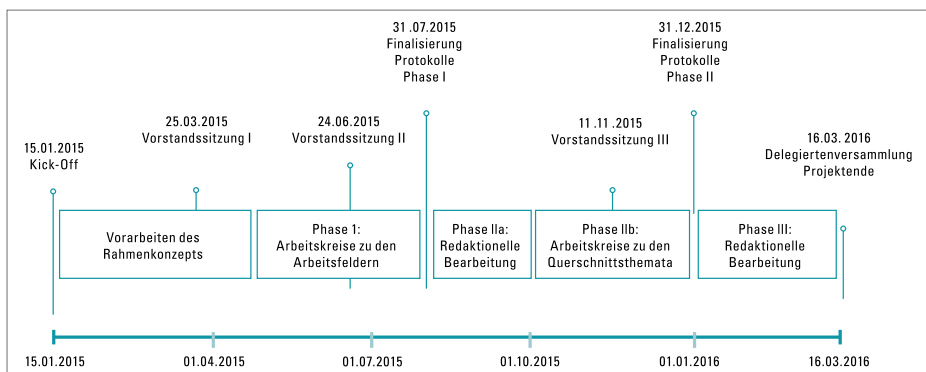 31 .07.2015
Finalisierung
Protokolle
Phase I
31 .12.2015
Finalisierung
Protokolle
Phase II
25.03.2015
Vorstandssitzung I
24.06.2015
Vorstandssitzung II
11 .11 .2015
Vorstandssitzung III
15.01.2015
Kick-Off
16.03. 2016
Delegiertenversammlung
Projektende
Vorarbeiten des
Rahmenkonzepts
Phase 1:
Arbeitskreise zu den
Arbeitsfeldern
Phase IIa:
Redaktionelle
Bearbeitung
Phase IIb:
Arbeitskreise zu den
Querschnittsthemata
Phase III:
Redaktionelle
Bearbeitung
15.01.2015
01.04.2015
01.07.2015
01.10.2015
01.01.2016
16.03.2016